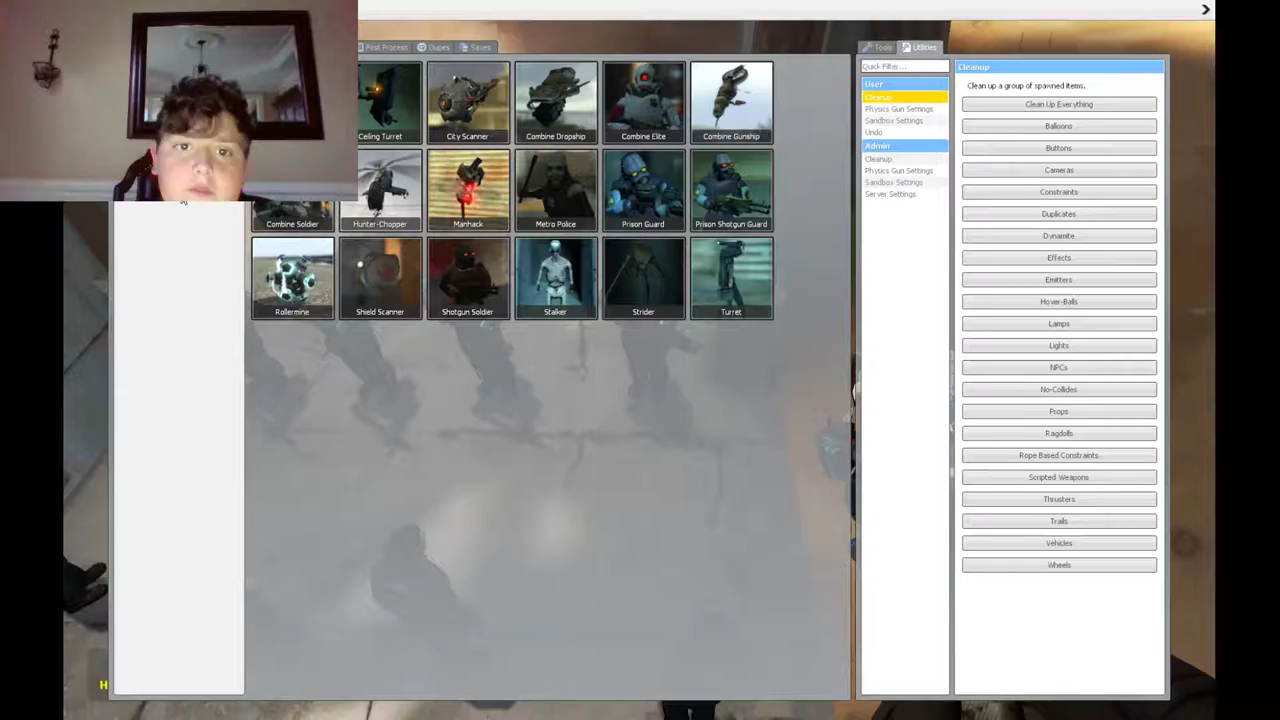 Post Process Dupes Saves
Tools Utilities
Quick Filter...
User
Cleanup
Physics Gun Settings
Sandbox Settings
Undo
Admin
Cleanup
Physics Gun Settings
Sandbox Settings
Server Settings
Cleanup
Clean up a group of spawned items.
Clean Up Everything
Balloons
Buttons
Cameras
Constraints
Duplicates
Dynamite
Effects
Emitters
Hover-Balls
Lamps
Lights
NPCs
No-Collides
Props
Ragdolls
Rope Based Constraints
Scripted Weapons
Thrusters
Trails
Vehicles
Wheels
Ceiling Turret City Scanner Combine Dropship Combine Elite Combine Gunship
Combine Soldier Hunter-Chopper Manhack Metro Police Prison Guard Prison Shotgun Guard
Rollermine Shield Scanner Shotgun Soldier Stalker Strider Turret
H